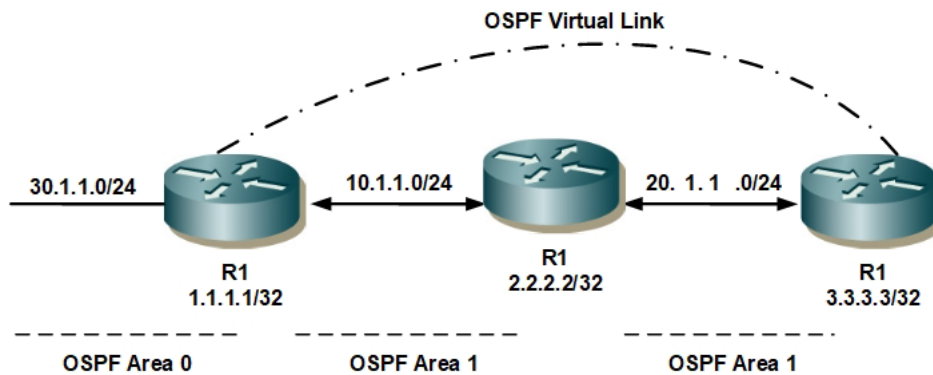 OSPF Virtual Link
30.1.1.0/24
10.1.1.0/24
20. 1. 1 .0/24
R1
1.1.1.1/32
R1
2.2.2.2/32
R1
3.3.3.3/32
OSPF Area 0
OSPF Area 1
OSPF Area 1